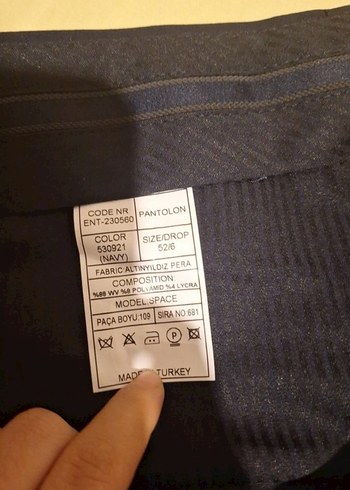 CODE NR PANTOLON
ENT-230560
COLOR SIZE/DROP
530921 52/6
(NAVY)
FABRIC:ALTINYILDIZ PERA
COMPOSITION:
%88 WV %8 POLYAMID %4 LYCRA
MODEL:SPACE
PAÇA BOYU:109 SIRA NO:681
P
MADE TURKEY